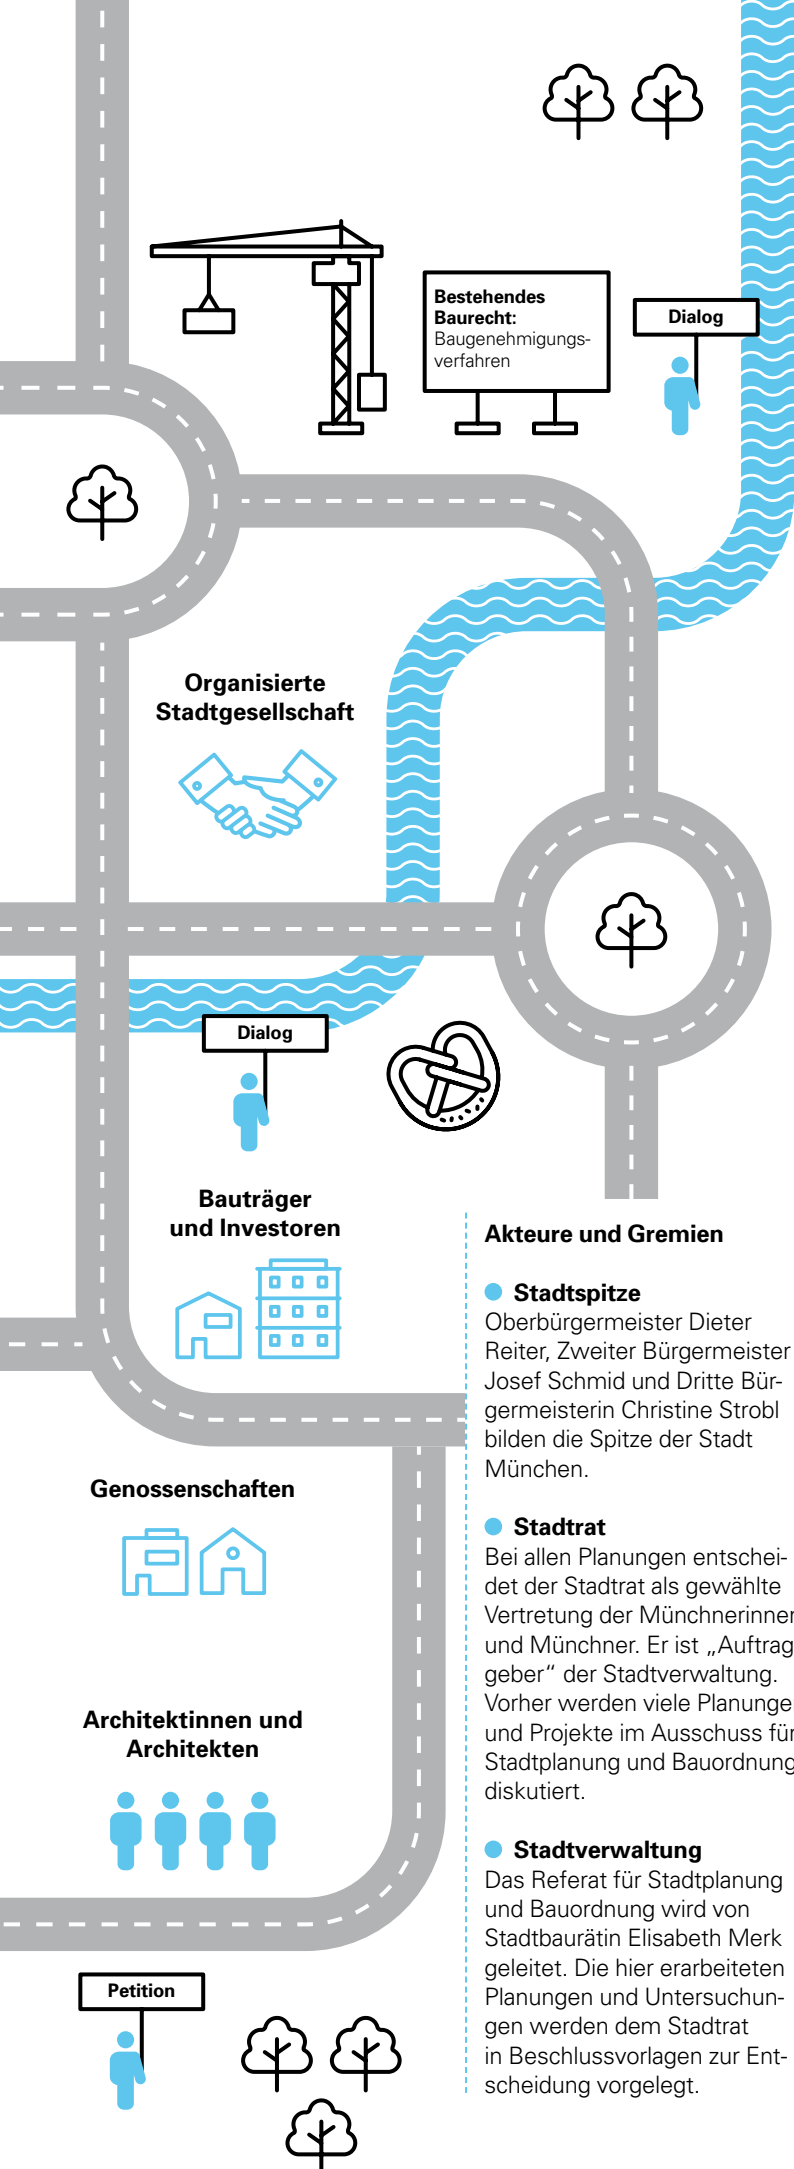 Bestehendes
Baurecht:
Baugenehmigungs-
verfahren
Dialog
Organisierte
Stadtgesellschaft
Dialog
Bauträger
und Investoren
Genossenschaften
Architektinnen und
Architekten
Petition
Akteure und Gremien
Stadtspitze
Oberbürgermeister Dieter
Reiter, Zweiter Bürgermeister
Josef Schmid und Dritte Bür-
germeisterin Christine Strobl
bilden die Spitze der Stadt
München.
Stadtrat
Bei allen Planungen entschei-
det der Stadtrat als gewählte
Vertretung der Münchnerinnen
und Münchner. Er ist „Auftrag
geber“ der Stadtverwaltung.
Vorher werden viele Planungen
und Projekte im Ausschuss für
Stadtplanung und Bauordnung
diskutiert.
Stadtverwaltung
Das Referat für Stadtplanung
und Bauordnung wird von
Stadtbaurätin Elisabeth Merk
geleitet. Die hier erarbeiteten
Planungen und Untersuchun-
gen werden dem Stadtrat
in Beschlussvorlagen zur Ent-
scheidung vorgelegt.